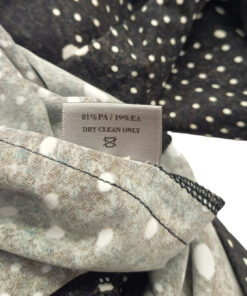 81%PA / 19%EA
DRY CLEAN ONLY